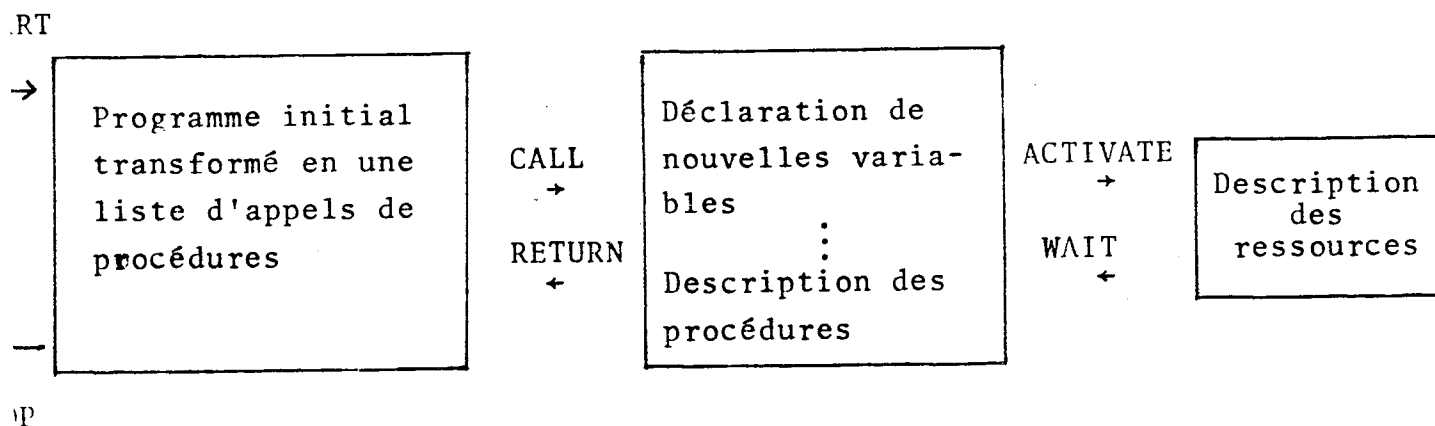 Programme initial
transformé en une
liste d'appels de
procédures
CALL
→
RETURN
←
Déclaration de
nouvelles varia-
bles
Description des
procédures
ACTIVATE
→
WAIT
←
Description
des
ressources